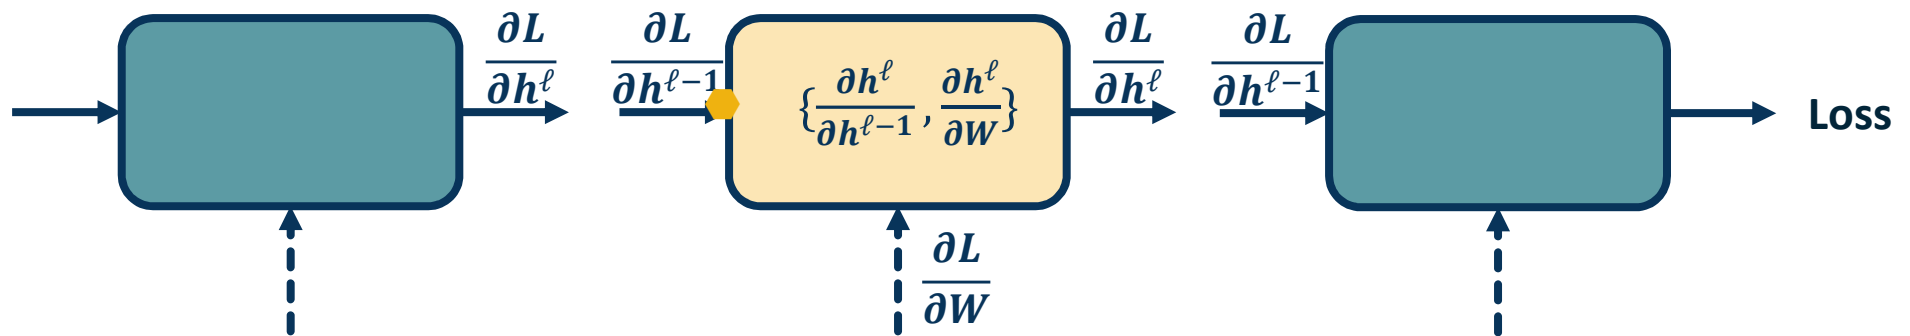 ∂L/∂h^ℓ
∂L/∂h^{ℓ−1}
{∂h^ℓ/∂h^{ℓ−1}, ∂h^ℓ/∂W}
∂L/∂h^ℓ
∂L/∂h^{ℓ−1}
Loss
∂L/∂W